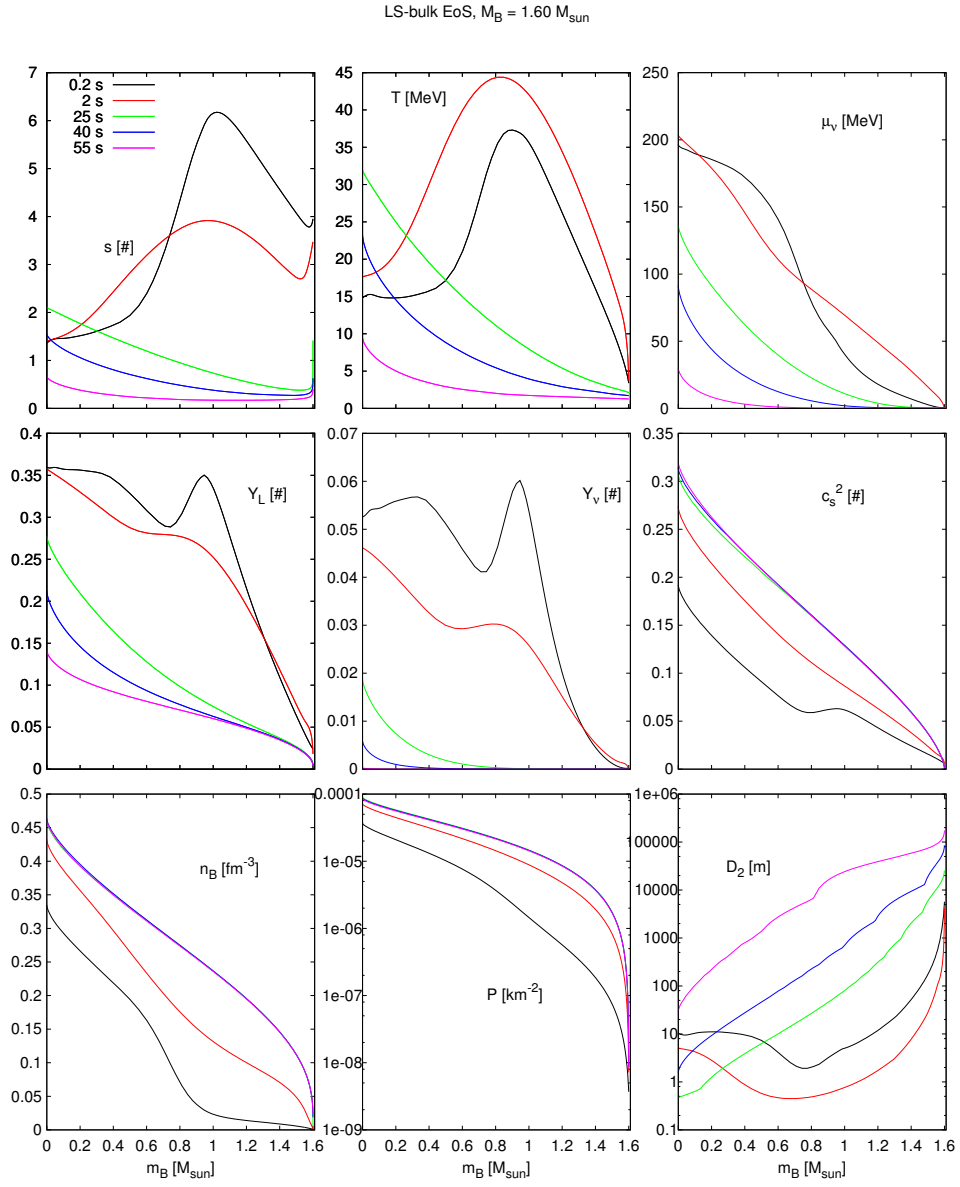 LS-bulk EoS, M_B = 1.60 M_sun
7 6 5 4 3 2 1 0
0.2 s
2 s
25 s
40 s
55 s
s [#]
45 40 35 30 25 20 15 10 5 0
T [MeV]
250 200 150 100 50 0
μ_ν [MeV]
0.4 0.35 0.3 0.25 0.2 0.15 0.1 0.05 0
Y_L [#]
0.07 0.06 0.05 0.04 0.03 0.02 0.01 0
Y_ν [#]
0.35 0.3 0.25 0.2 0.15 0.1 0.05 0
c_s^2 [#]
0.5 0.45 0.4 0.35 0.3 0.25 0.2 0.15 0.1 0.05 0
n_B [fm^-3]
0 0.2 0.4 0.6 0.8 1 1.2 1.4 1.6
m_B [M_sun]
0.0001 1e-05 1e-06 1e-07 1e-08 1e-09
P [km^-2]
0 0.2 0.4 0.6 0.8 1 1.2 1.4 1.6
m_B [M_sun]
1e+06 100000 10000 1000 100 10 1 0.1
D_2 [m]
0 0.2 0.4 0.6 0.8 1 1.2 1.4 1.6
m_B [M_sun]